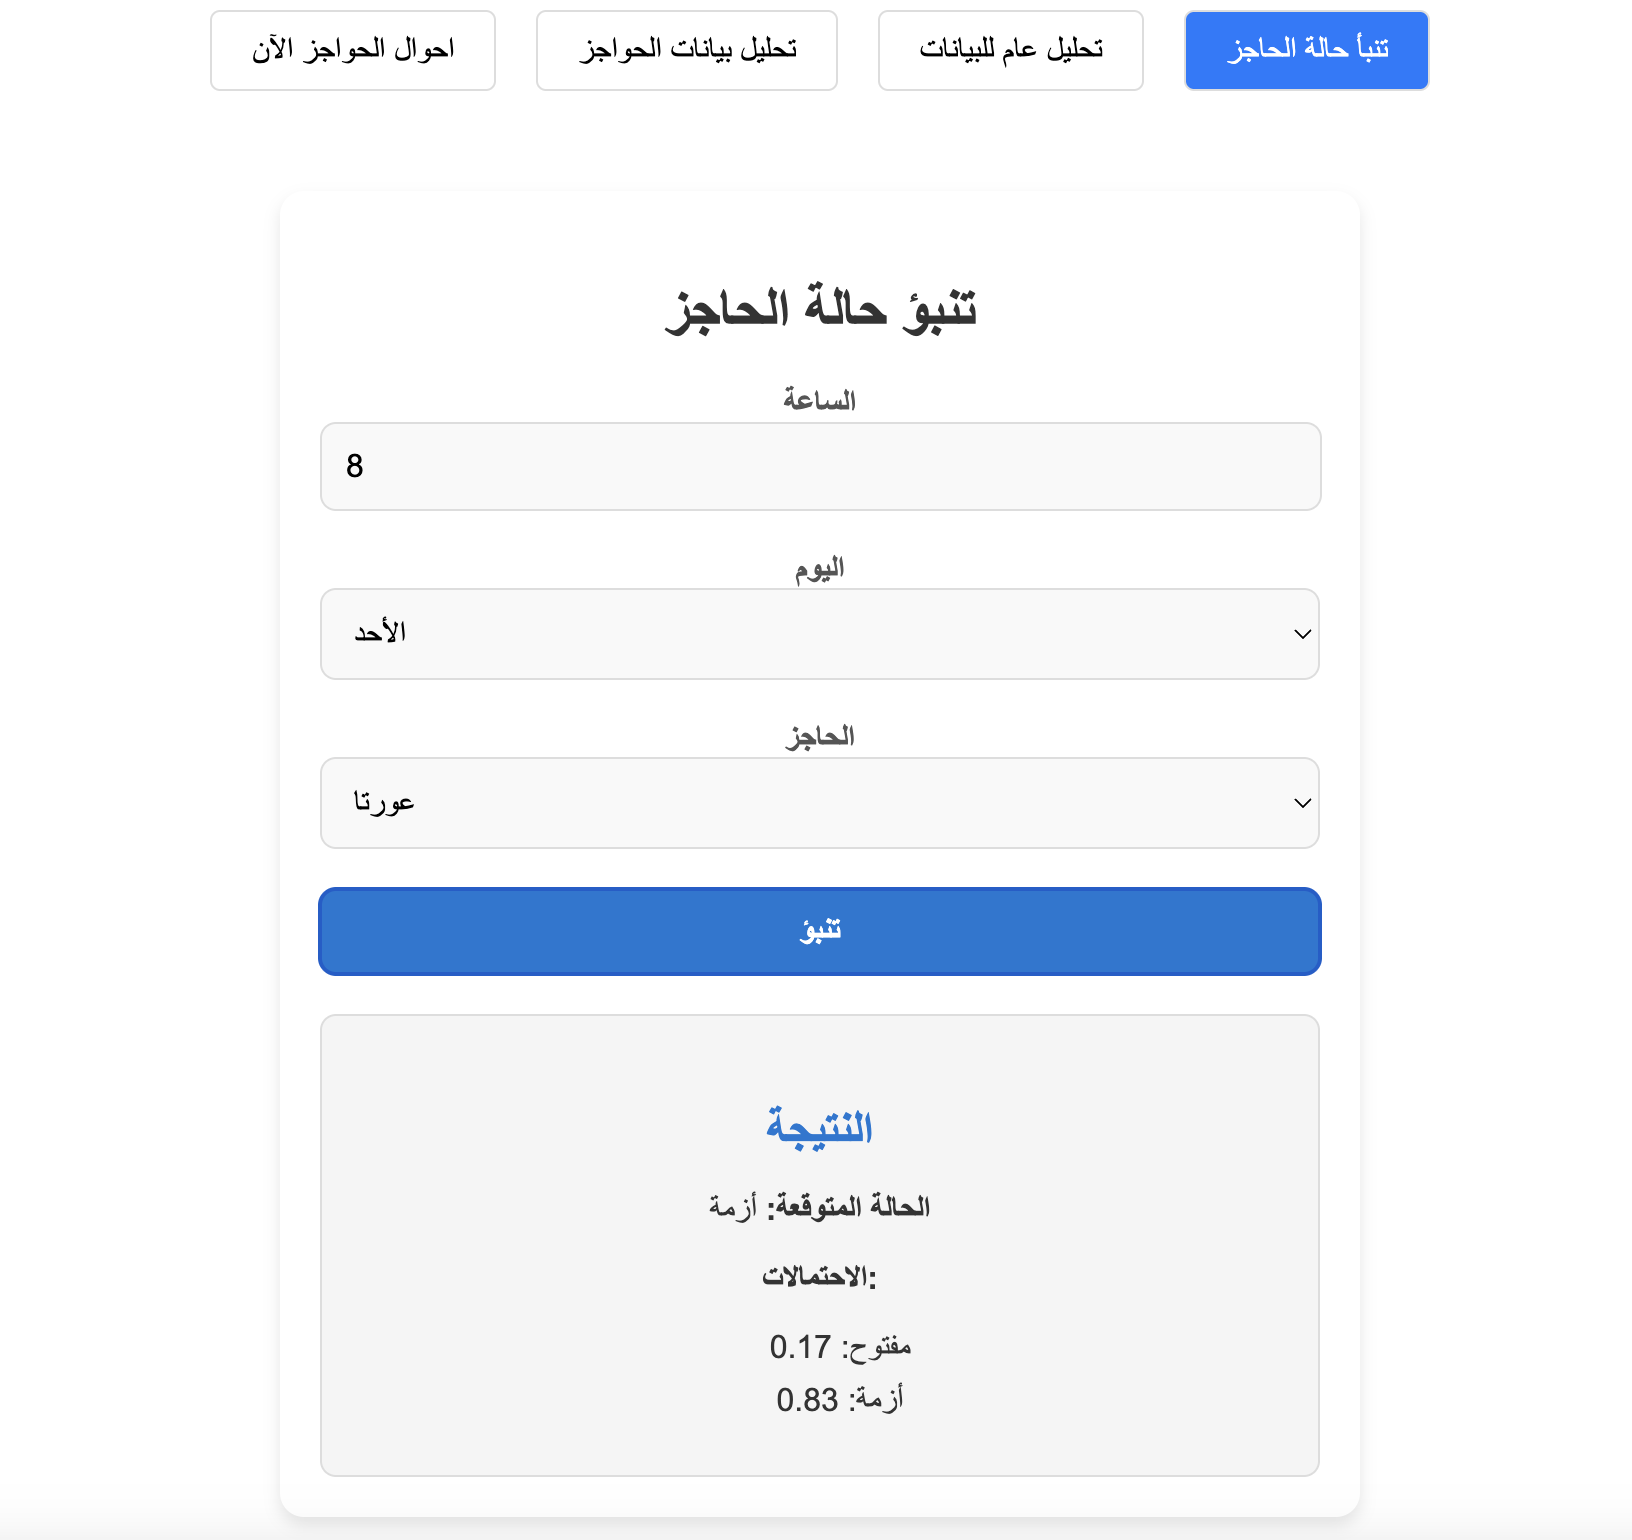 تنبأ حالة الحاجز
تحليل عام للبيانات
تحليل بيانات الحواجز
احوال الحواجز الآن
تنبؤ حالة الحاجز
الساعة
8
اليوم
الأحد
الحاجز
عورتا
تنبؤ
النتيجة
الحالة المتوقعة: أزمة
:الاحتمالات
مفتوح: 0.17
أزمة: 0.83